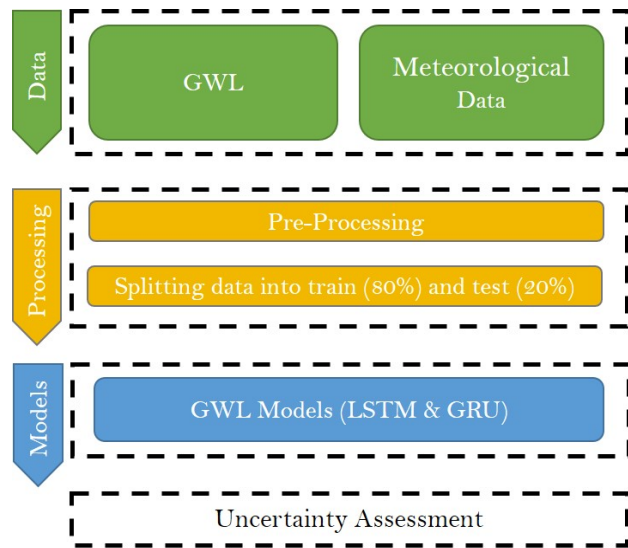 Data
GWL
Meteorological
Data
Processing
Pre-Processing
Splitting data into train (80%) and test (20%)
Models
GWL Models (LSTM & GRU)
Uncertainty Assessment